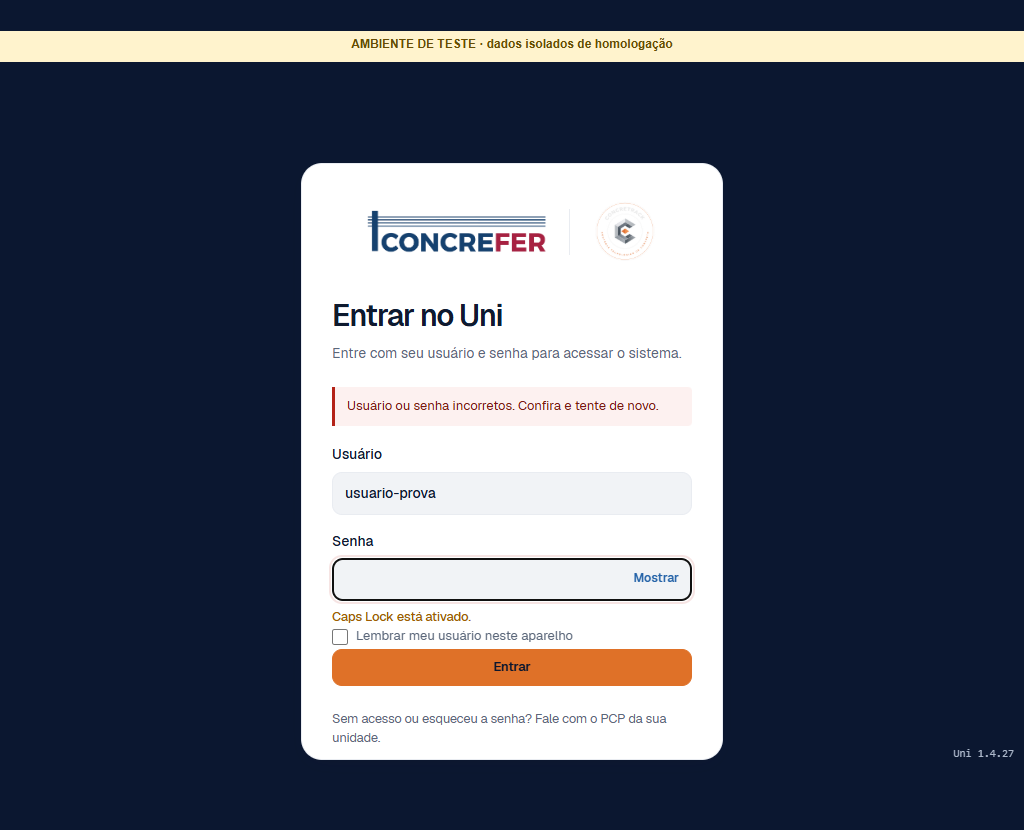 AMBIENTE DE TESTE · dados isolados de homologação
CONCREFER
Entrar no Uni
Entre com seu usuário e senha para acessar o sistema.
Usuário ou senha incorretos. Confira e tente de novo.
Usuário
usuario-prova
Senha
Mostrar
Caps Lock está ativado.
Lembrar meu usuário neste aparelho
Entrar
Sem acesso ou esqueceu a senha? Fale com o PCP da sua
unidade.
Uni 1.4.27